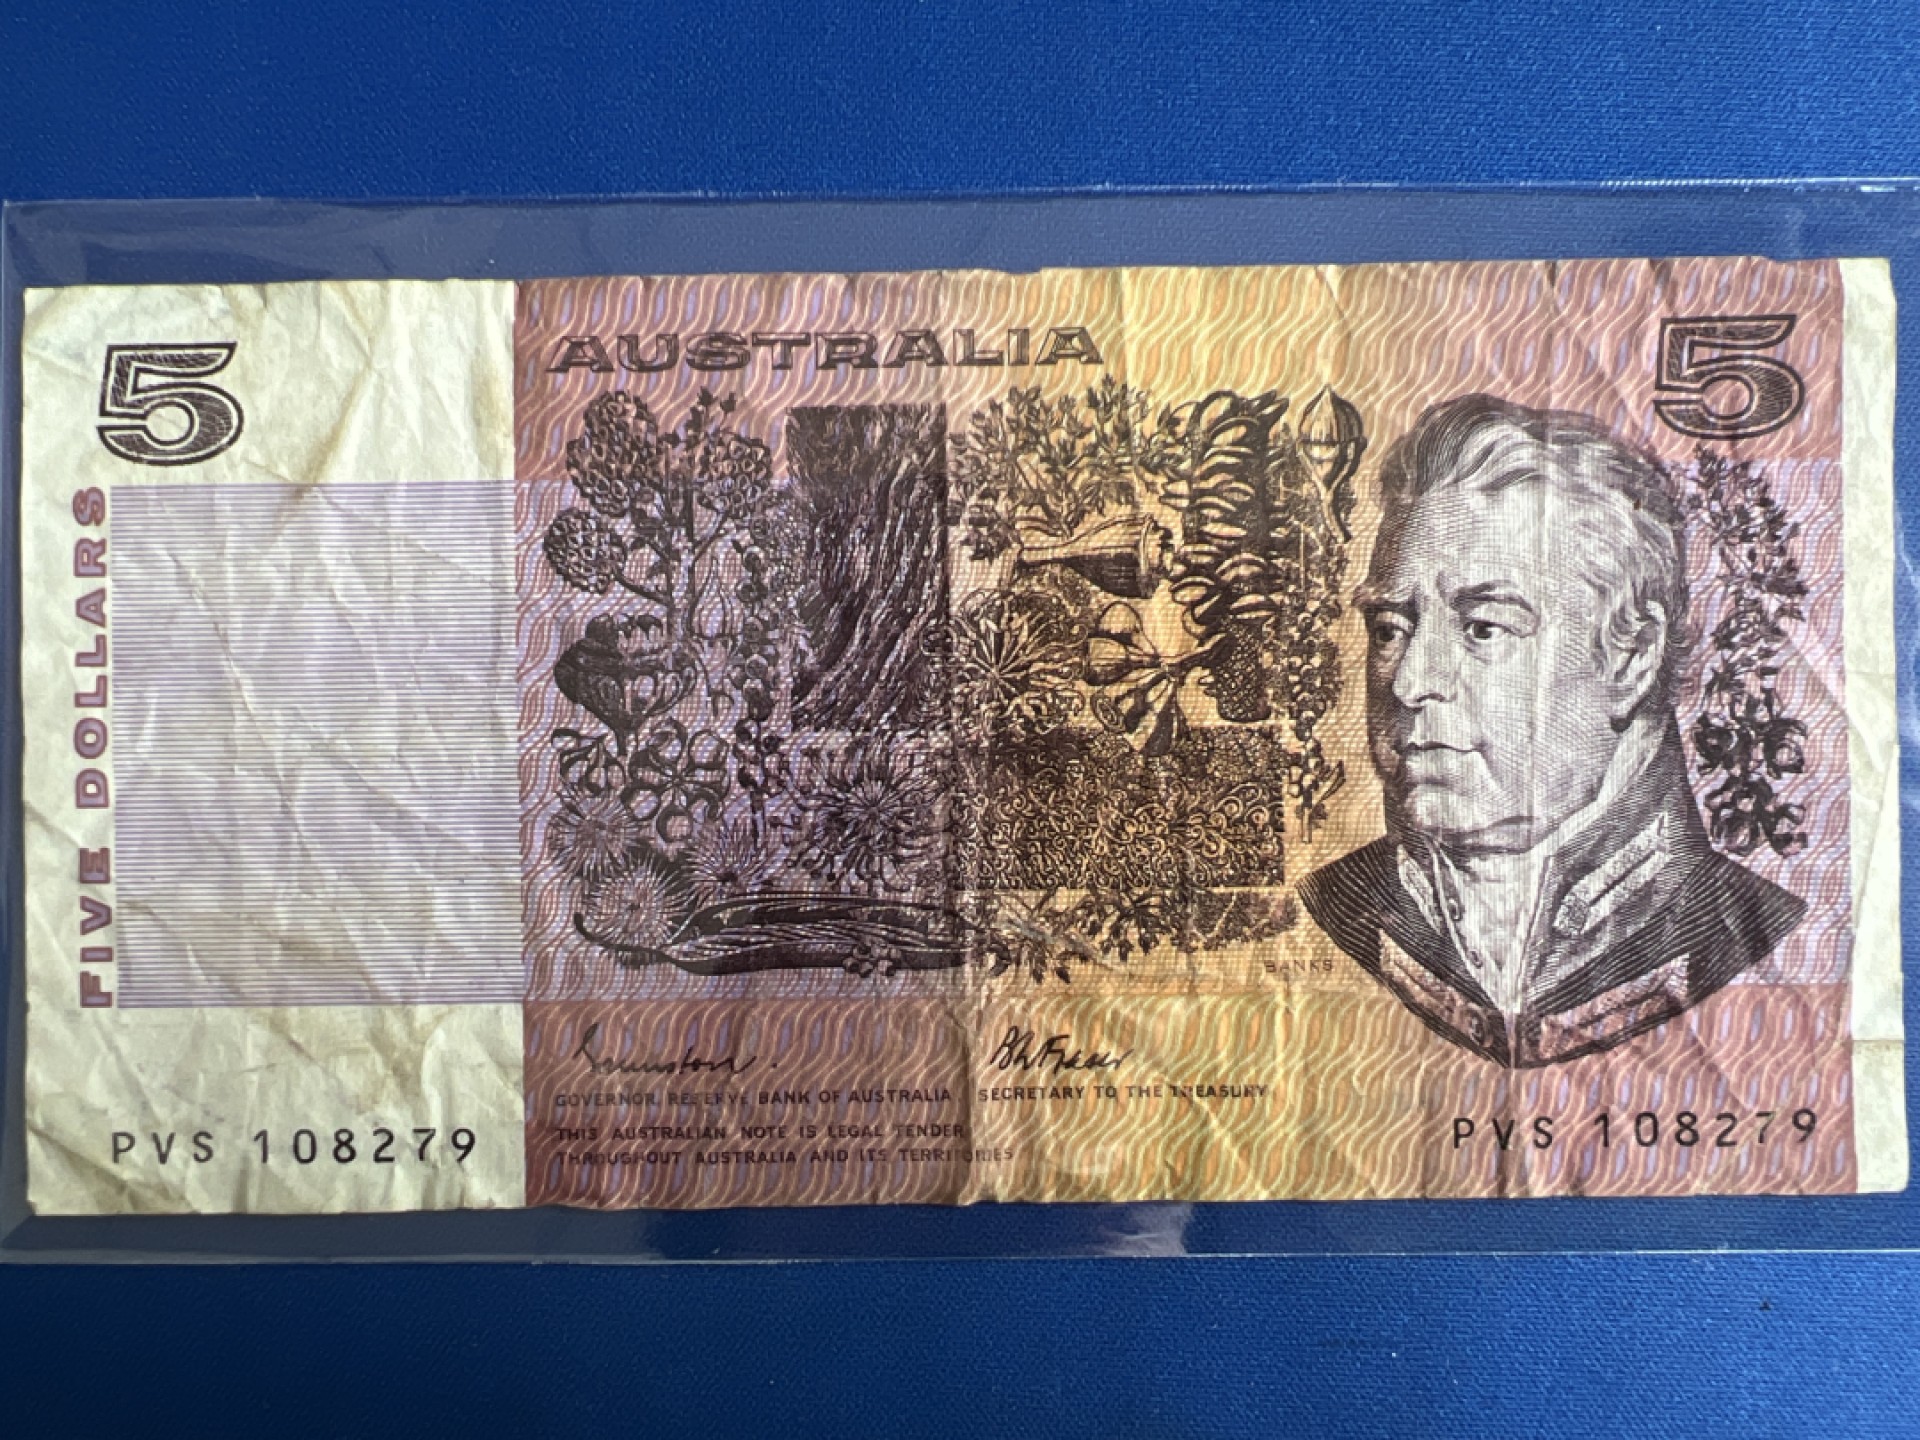 5
AUSTRALIA
5
FIVE DOLLARS
BANKS
GOVERNOR, RESERVE BANK OF AUSTRALIA. SECRETARY TO THE TREASURY
THIS AUSTRALIAN NOTE IS LEGAL TENDER
THROUGHOUT AUSTRALIA AND ITS TERRITORIES
PVS 108279
PVS 108279